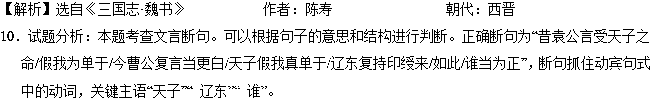 【解析】选自《三国志·魏书》 作者：陈寿 朝代：西晋
10．试题分析：本题考查文言断句。可以根据句子的意思和结构进行判断。正确断句为“昔袁公言受天子之
命/假我为单于/今曹公复言当更白/天子假我真单于/辽东复持印绶来/如此/谁当为正”，断句抓住动宾句式
中的动词，关键主语“天子”“ 辽东”“ 谁”。